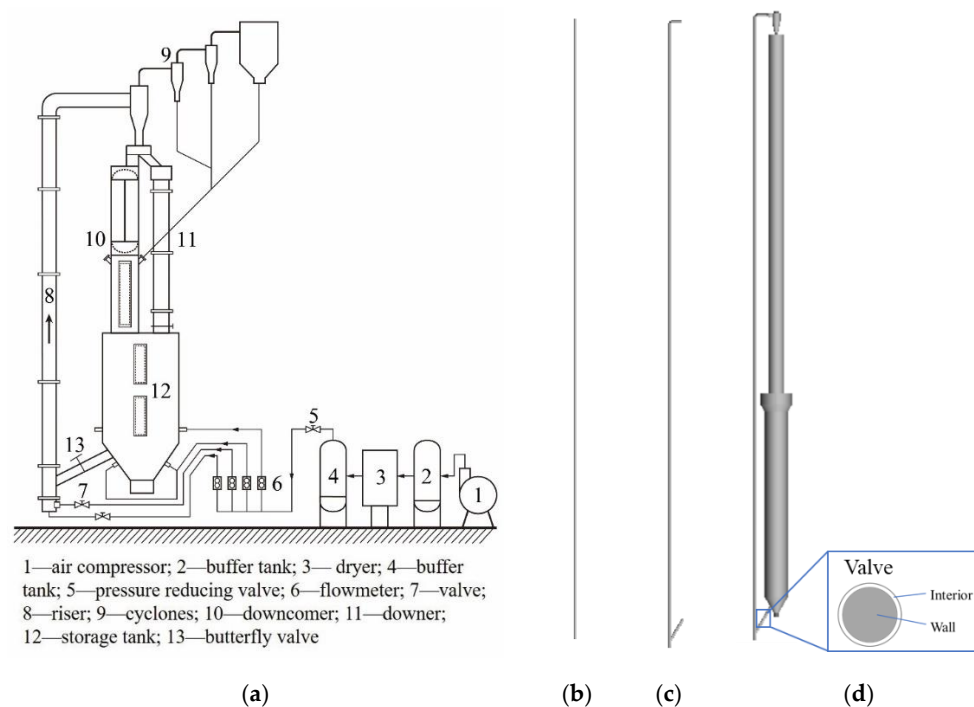 9
10
11
8
12
13
5
7
6
4
3
2
1
1—air compressor; 2—buffer tank; 3— dryer; 4—buffer
tank; 5—pressure reducing valve; 6—flowmeter; 7—valve;
8—riser; 9—cyclones; 10—downcomer; 11—downer;
12—storage tank; 13—butterfly valve
Valve
Interior
Wall
(a)
(b)
(c)
(d)